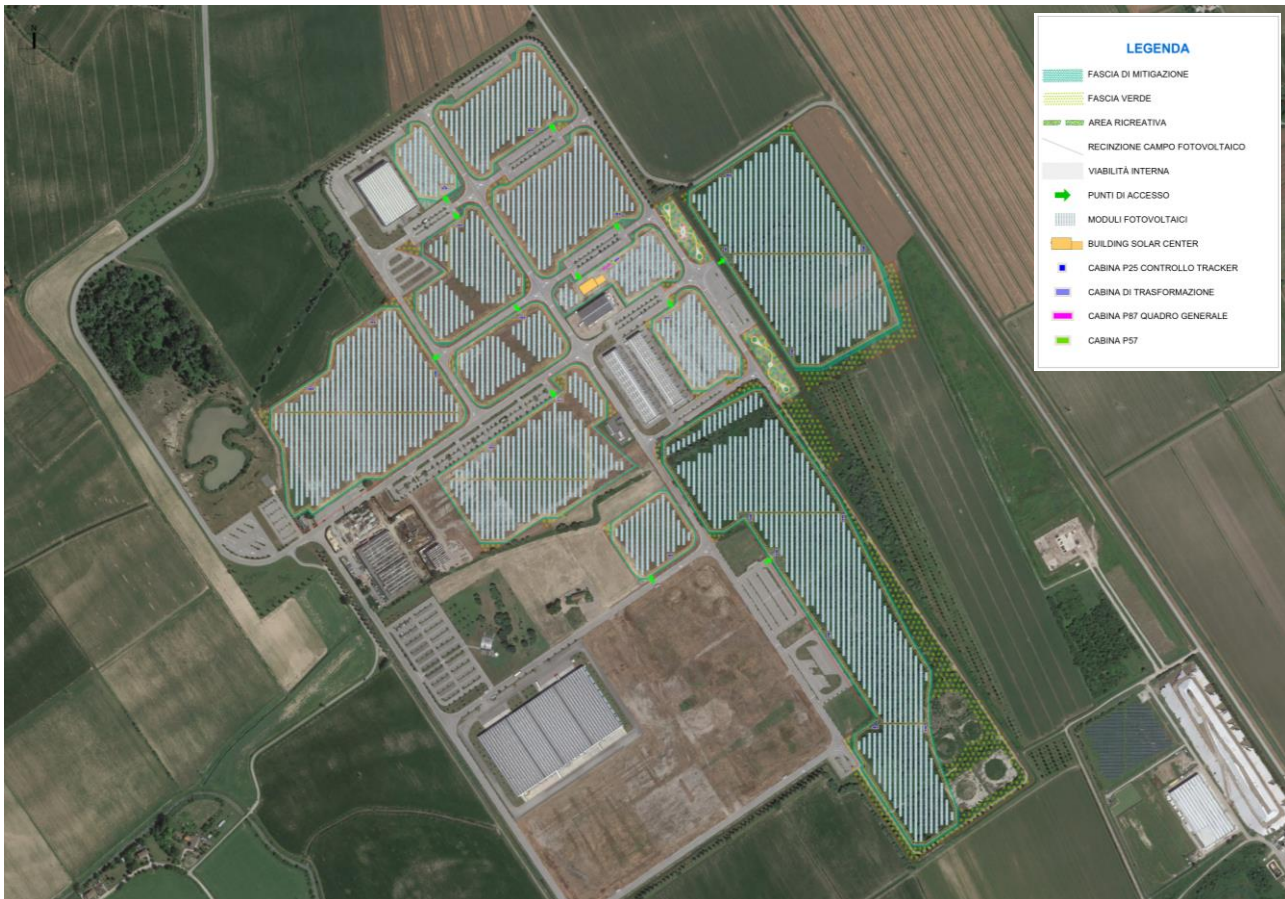 N
LEGENDA
FASCIA DI MITIGAZIONE
FASCIA VERDE
AREA RICREATIVA
RECINZIONE CAMPO FOTOVOLTAICO
VIABILITÀ INTERNA
PUNTI DI ACCESSO
MODULI FOTOVOLTAICI
BUILDING SOLAR CENTER
CABINA P25 CONTROLLO TRACKER
CABINA DI TRASFORMAZIONE
CABINA P87 QUADRO GENERALE
CABINA P57